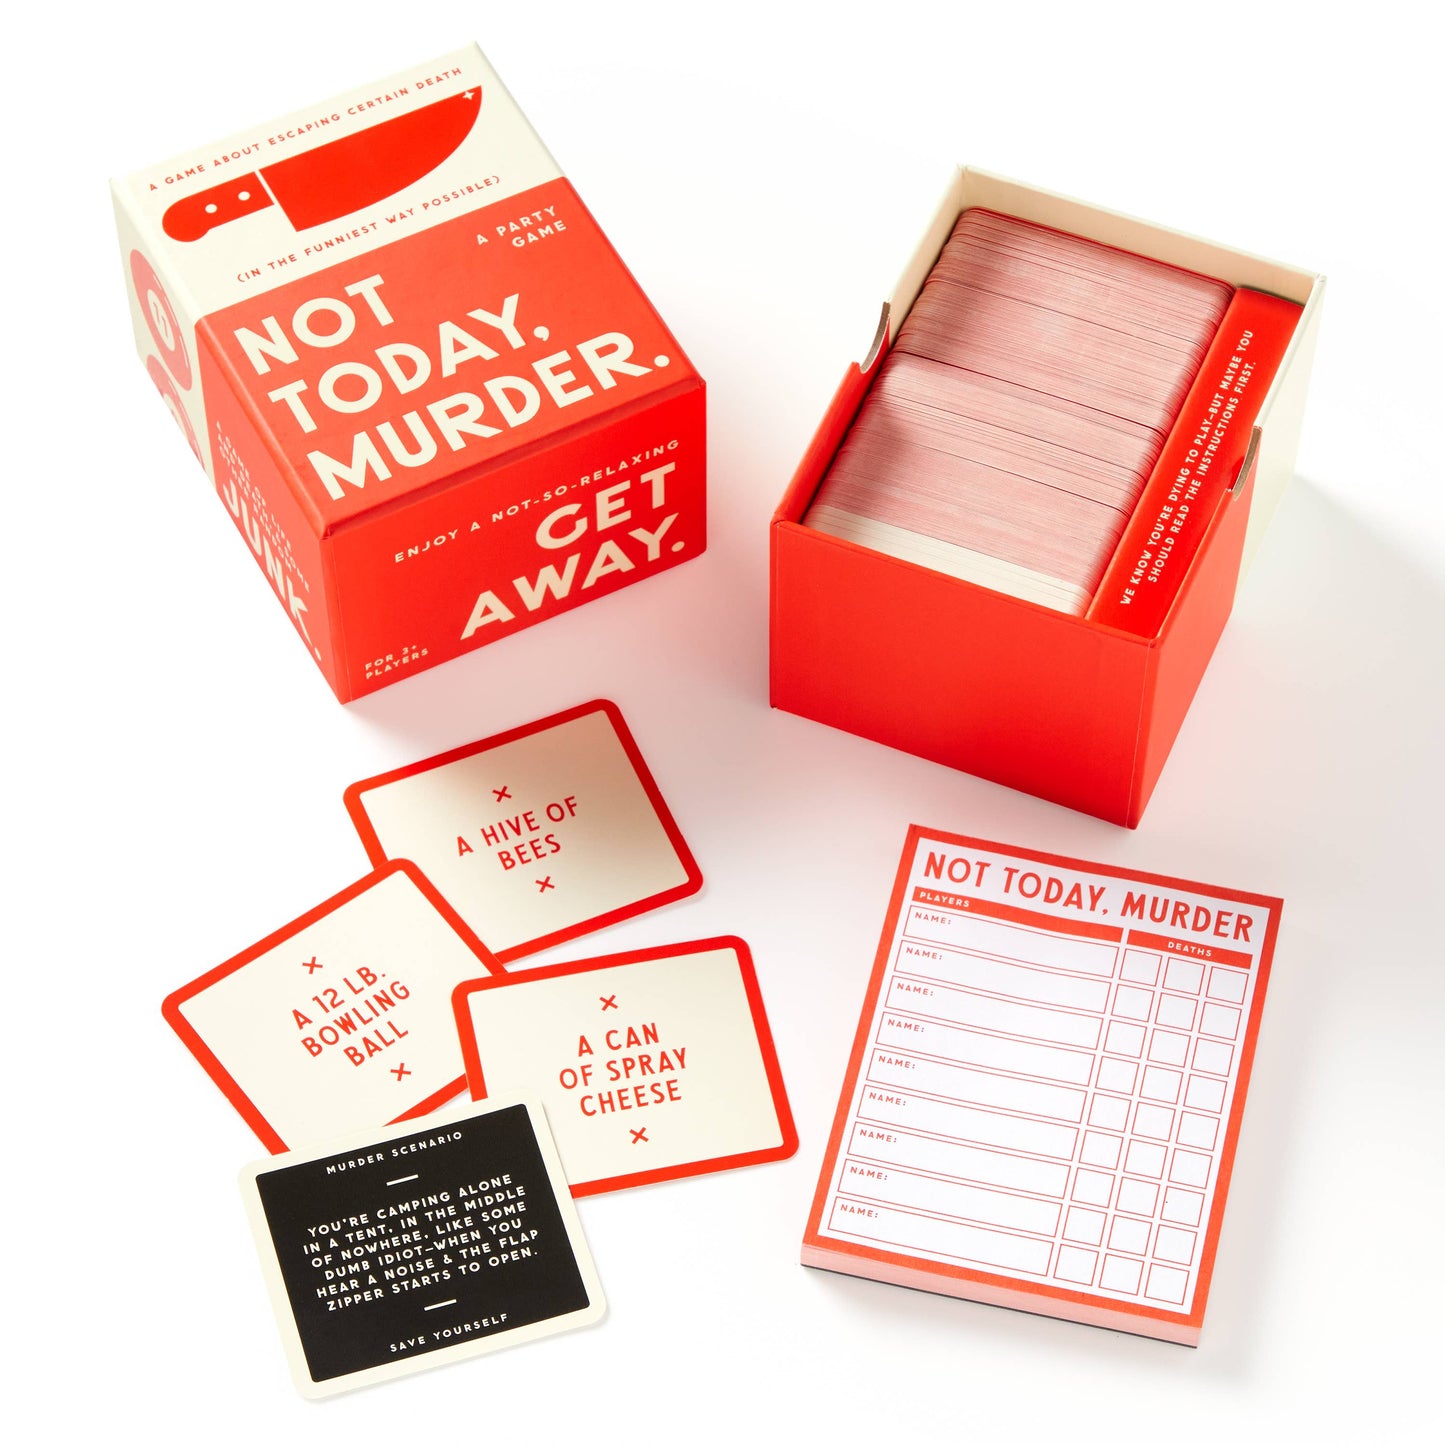 A GAME ABOUT ESCAPING CERTAIN DEATH
(IN THE FUNNIEST WAY POSSIBLE)
A PARTY
GAME
NOT
TODAY,
MURDER.
ENJOY A NOT-SO-RELAXING
GET
AWAY.
FOR 3+
PLAYERS
A GAME OF
JUNK.
WE KNOW YOU'RE DYING TO PLAY—BUT MAYBE YOU
SHOULD READ THE INSTRUCTIONS FIRST.
A HIVE OF
BEES
A 12 LB.
BOWLING
BALL
A CAN
OF SPRAY
CHEESE
MURDER SCENARIO
YOU'RE CAMPING ALONE
IN A TENT, IN THE MIDDLE
OF NOWHERE, LIKE SOME
DUMB IDIOT—WHEN YOU
HEAR A NOISE & THE FLAP
ZIPPER STARTS TO OPEN.
SAVE YOURSELF
NOT TODAY, MURDER
PLAYERS
DEATHS
NAME:
NAME:
NAME:
NAME:
NAME:
NAME:
NAME:
NAME:
NAME: